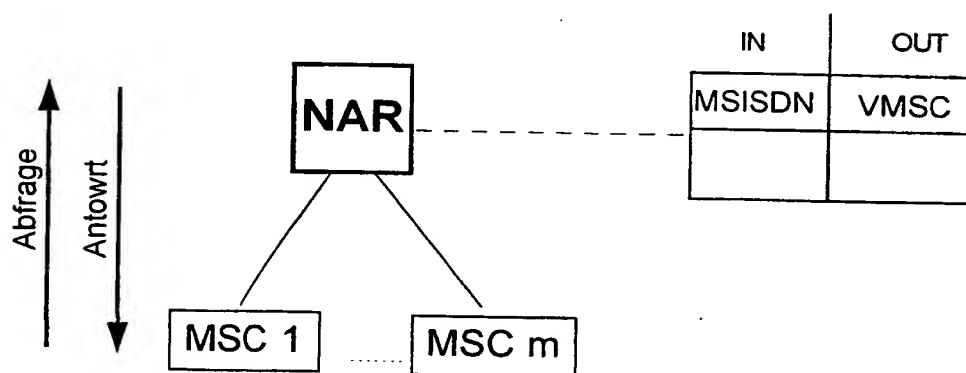 IN OUT
NAR
MSISDN VMSC
Abfrage
Antowrt
MSC 1 ........ MSC m